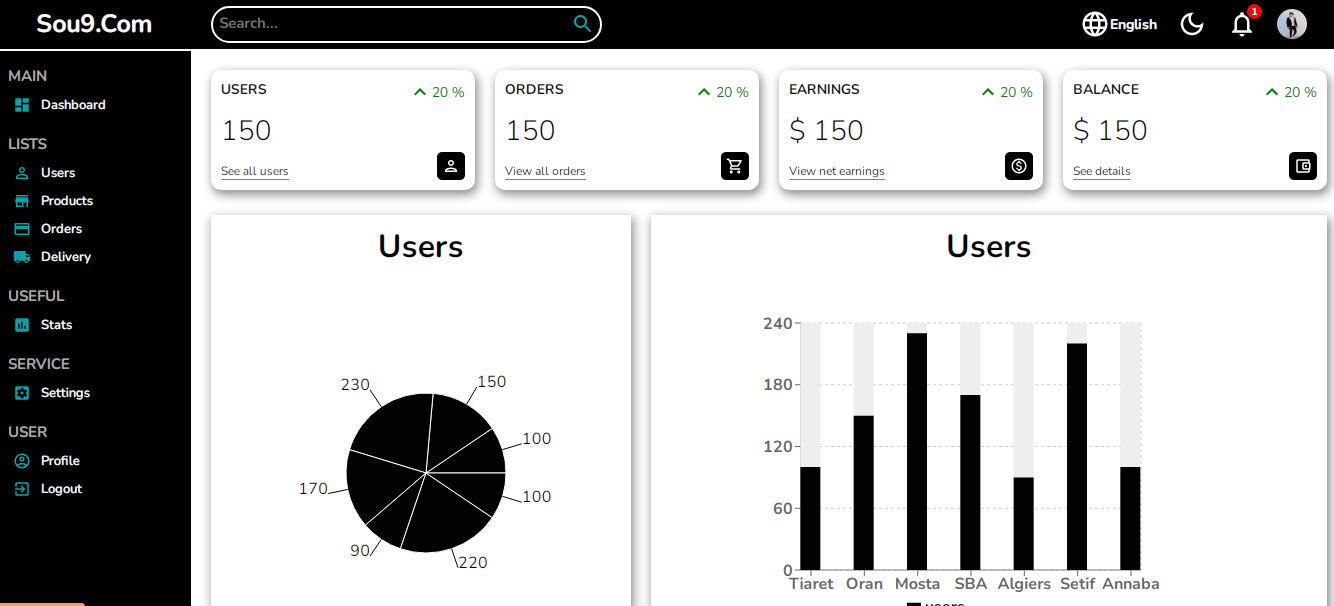 Sou9.Com
Search...
English
1
MAIN
Dashboard
LISTS
Users
Products
Orders
Delivery
USEFUL
Stats
SERVICE
Settings
USER
Profile
Logout
USERS
20 %
150
See all users
ORDERS
20 %
150
View all orders
EARNINGS
20 %
$ 150
View net earnings
BALANCE
20 %
$ 150
See details
Users
230
150
100
100
170
90
220
Users
240
180
120
60
0
Tiaret Oran Mosta SBA Algiers Setif Annaba
users